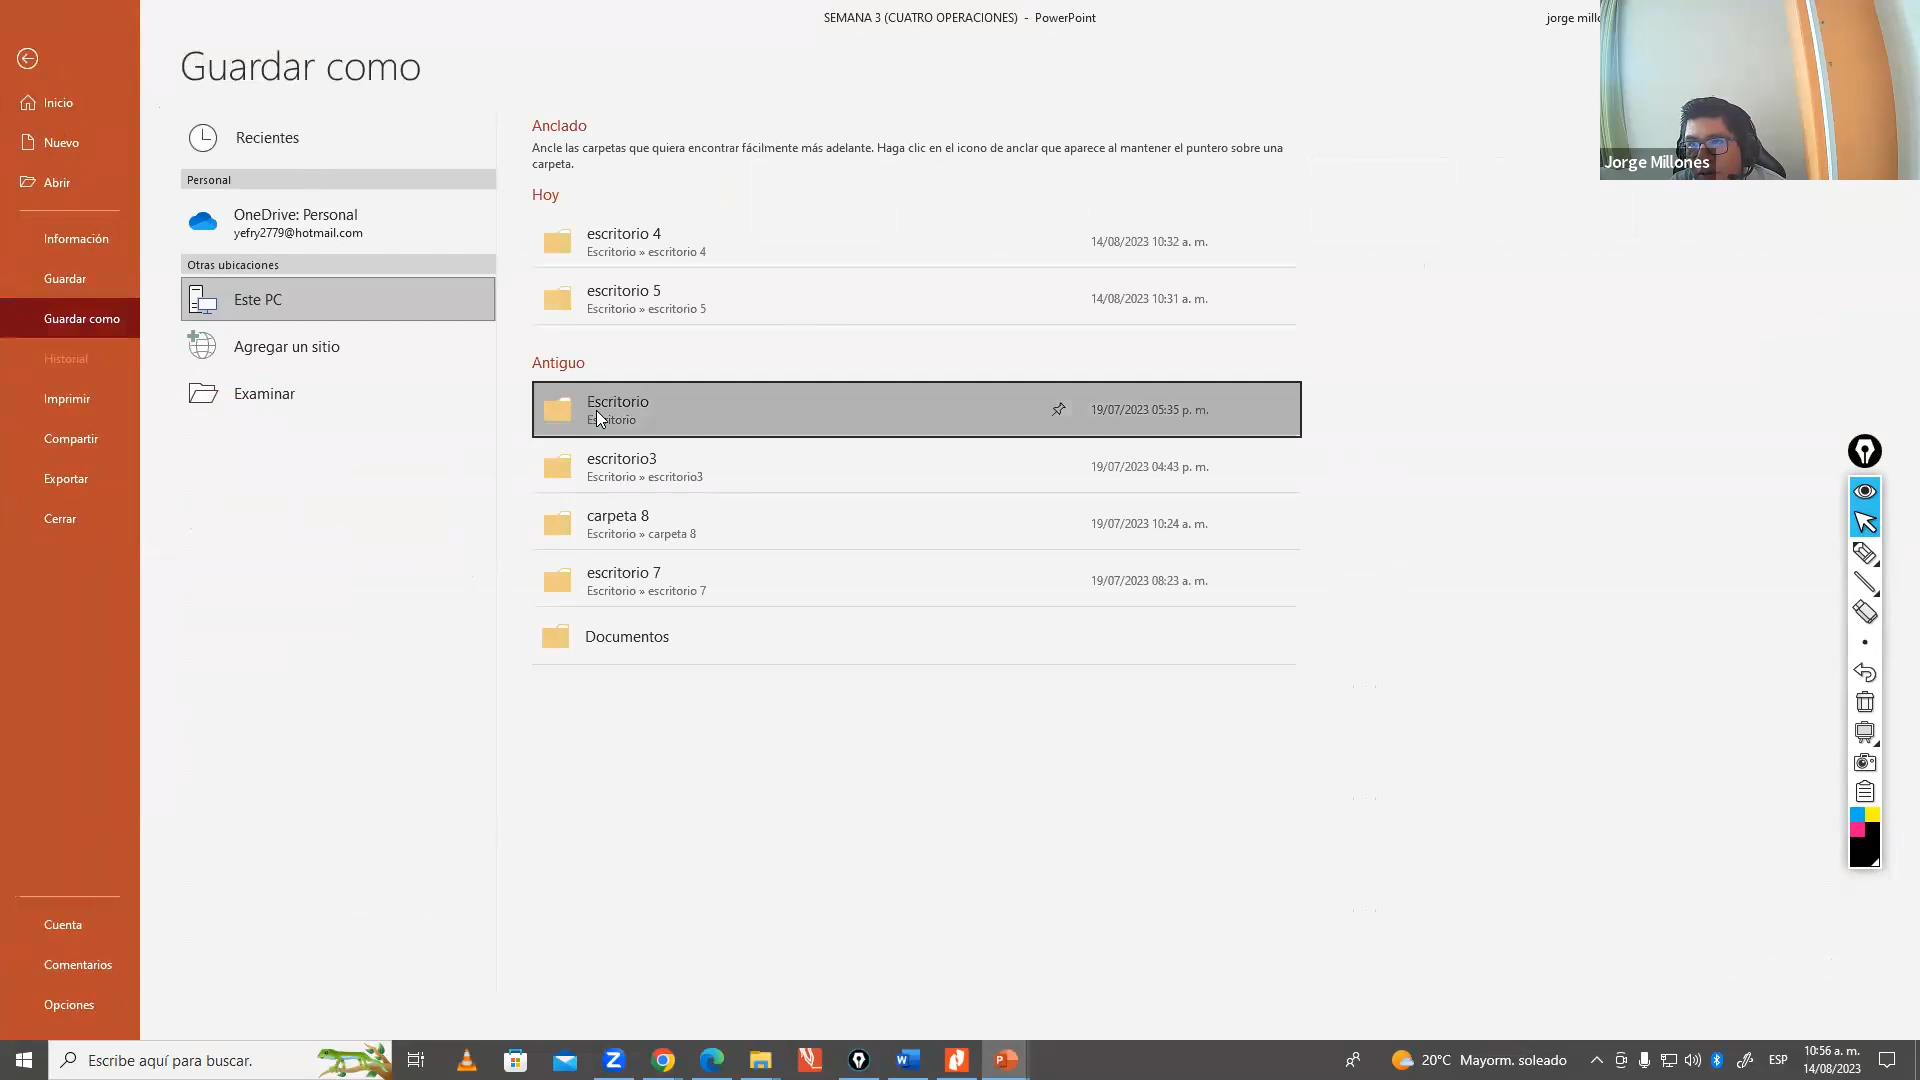 SEMANA 3 (CUATRO OPERACIONES) - PowerPoint
Guardar como
Inicio
Nuevo
Abrir
Información
Guardar
Guardar como
Historial
Imprimir
Compartir
Exportar
Cerrar
Cuenta
Comentarios
Opciones
Recientes
Personal
OneDrive: Personal
yefry2779@hotmail.com
Otras ubicaciones
Este PC
Agregar un sitio
Examinar
Anclado
Ancle las carpetas que quiera encontrar fácilmente más adelante. Haga clic en el icono de anclar que aparece al mantener el puntero sobre una
carpeta.
Hoy
escritorio 4
Escritorio » escritorio 4
14/08/2023 10:32 a. m.
escritorio 5
Escritorio » escritorio 5
14/08/2023 10:31 a. m.
Antiguo
Escritorio
Escritorio
19/07/2023 05:35 p. m.
escritorio3
Escritorio » escritorio3
19/07/2023 04:43 p. m.
carpeta 8
Escritorio » carpeta 8
19/07/2023 10:24 a. m.
escritorio 7
Escritorio » escritorio 7
19/07/2023 08:23 a. m.
Documentos
jorge
Jorge Millones
Escribe aquí para buscar.
20°C Mayorm. soleado
ESP
10:56 a. m.
14/08/2023